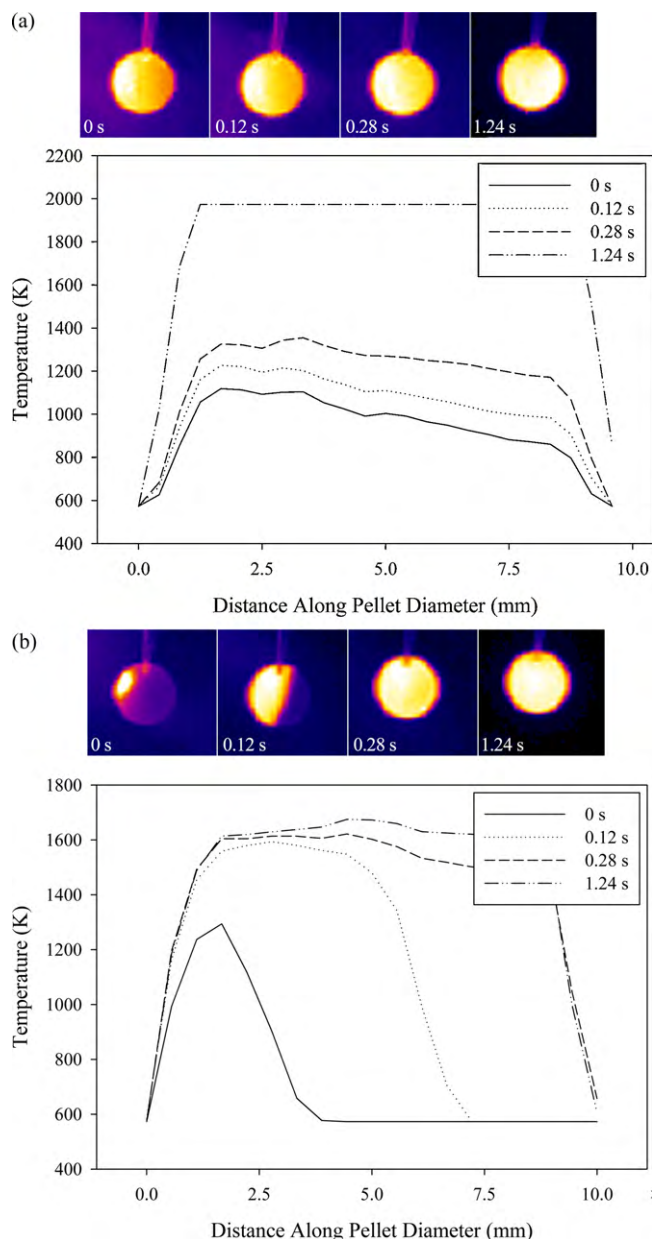 (a)
0 s 0.12 s 0.28 s 1.24 s
2200
2000
1800
1600
1400
1200
1000
800
600
400
Temperature (K)
0 s
0.12 s
0.28 s
1.24 s
0.0 2.5 5.0 7.5 10.0
Distance Along Pellet Diameter (mm)
(b)
0 s 0.12 s 0.28 s 1.24 s
1800
1600
1400
1200
1000
800
600
400
Temperature (K)
0 s
0.12 s
0.28 s
1.24 s
0.0 2.5 5.0 7.5 10.0
Distance Along Pellet Diameter (mm)